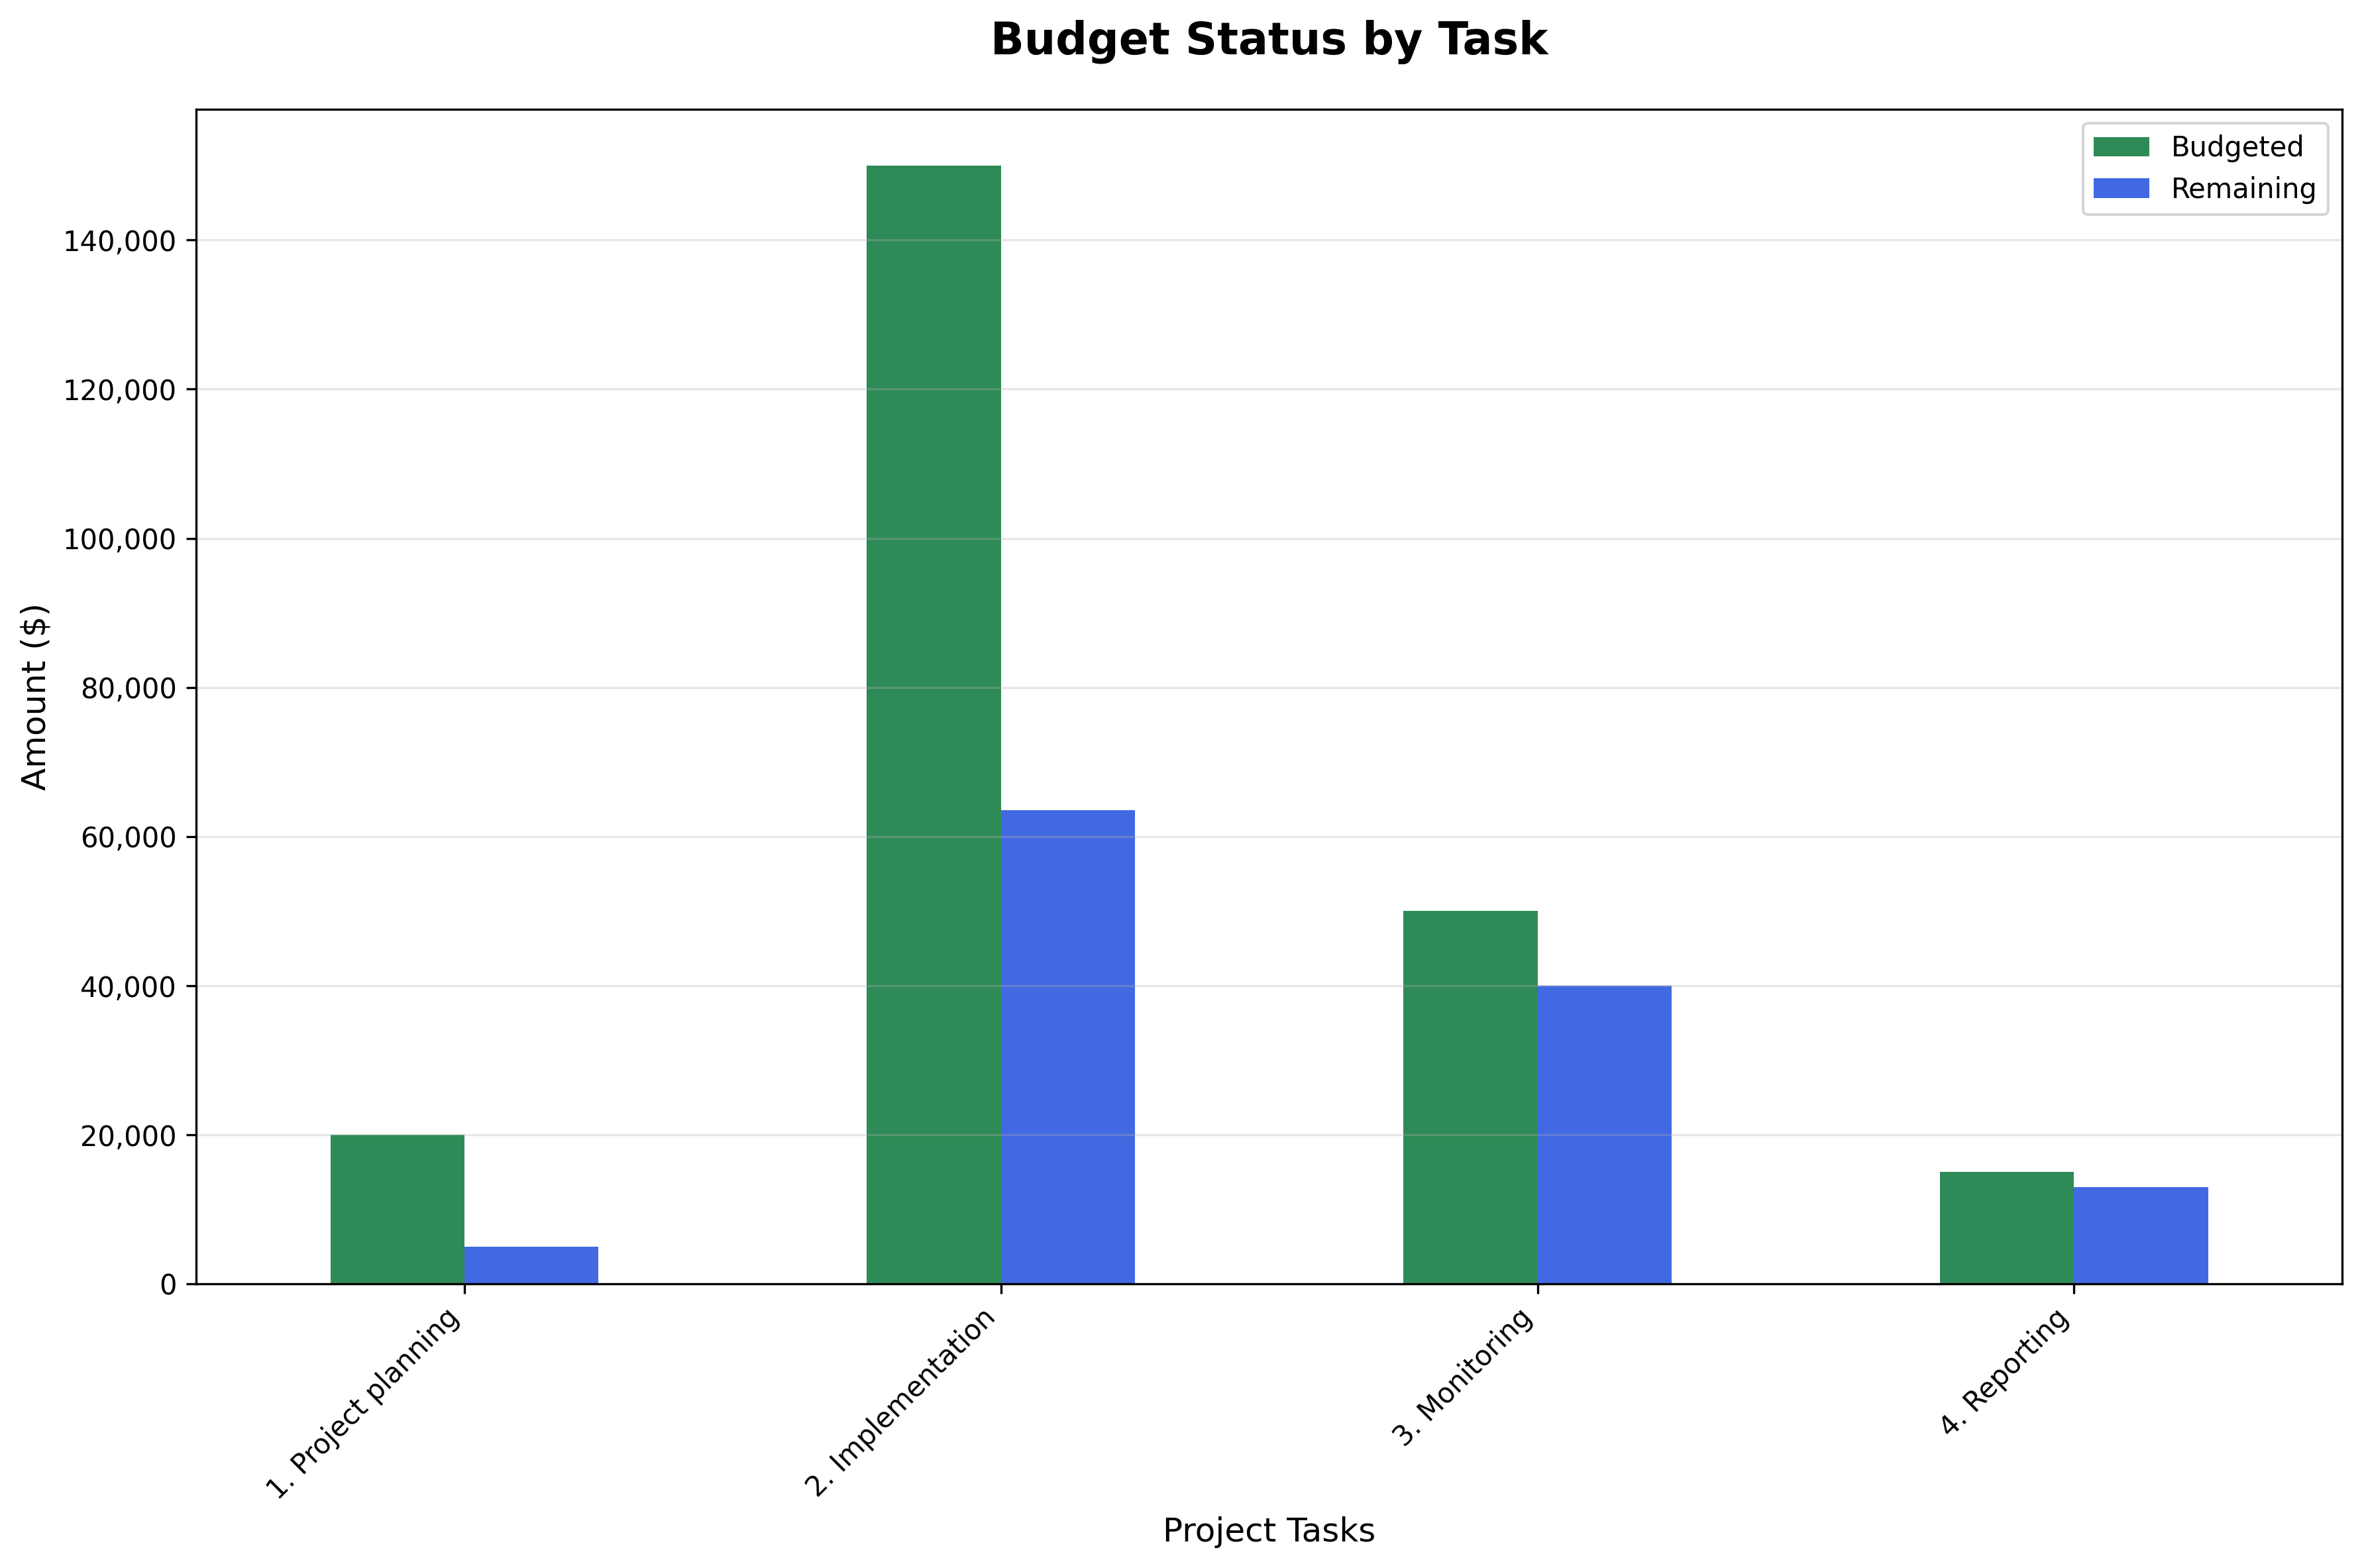 Budget Status by Task
Budgeted
Remaining
Amount ($)
140,000
120,000
100,000
80,000
60,000
40,000
20,000
0
1. Project planning
2. Implementation
3. Monitoring
4. Reporting
Project Tasks